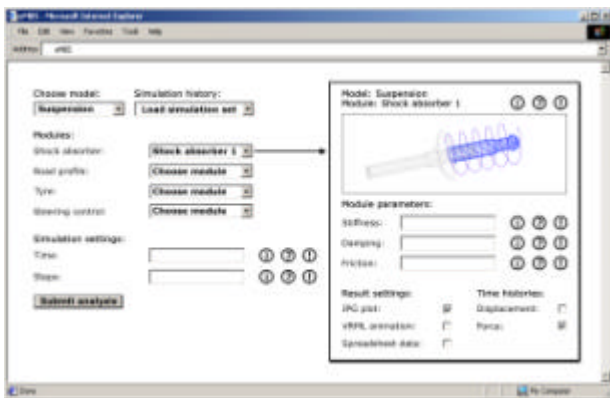 eMBS - Microsoft Internet Explorer
File Edit View Favorites Tools Help
Address eMBS
Choose model: Simulation history:
Suspension Load simulation set
Modules:
Shock absorber: Shock absorber 1
Road profile: Choose module
Tyre: Choose module
Steering control: Choose module
Simulation settings:
Time:
Steps:
Submit analysis
Model: Suspension
Module: Shock absorber 1
Module parameters:
Stiffness:
Damping:
Friction:
Result settings: Time histories:
JPG plot: Displacement:
VRML animation: Force:
Spreadsheet data:
Done My Computer